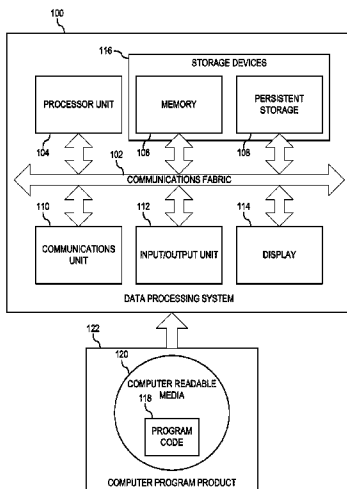 100
116
STORAGE DEVICES
PROCESSOR UNIT
MEMORY
PERSISTENT STORAGE
104
102
106
108
COMMUNICATIONS FABRIC
110
112
114
COMMUNICATIONS UNIT
INPUT/OUTPUT UNIT
DISPLAY
DATA PROCESSING SYSTEM
122
120
COMPUTER READABLE MEDIA
118
PROGRAM CODE
COMPUTER PROGRAM PRODUCT